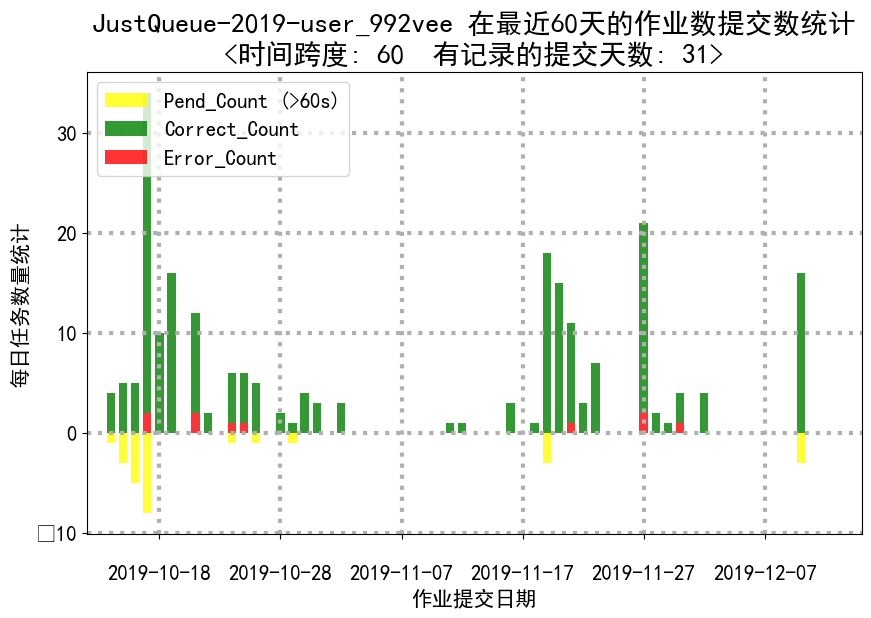 JustQueue-2019-user_992vee 在最近60天的作业数提交数统计
<时间跨度: 60  有记录的提交天数: 31>
Pend_Count (>60s)
Correct_Count
Error_Count
每日任务数量统计
30
20
10
0
□10
2019-10-18 2019-10-28 2019-11-07 2019-11-17 2019-11-27 2019-12-07
作业提交日期